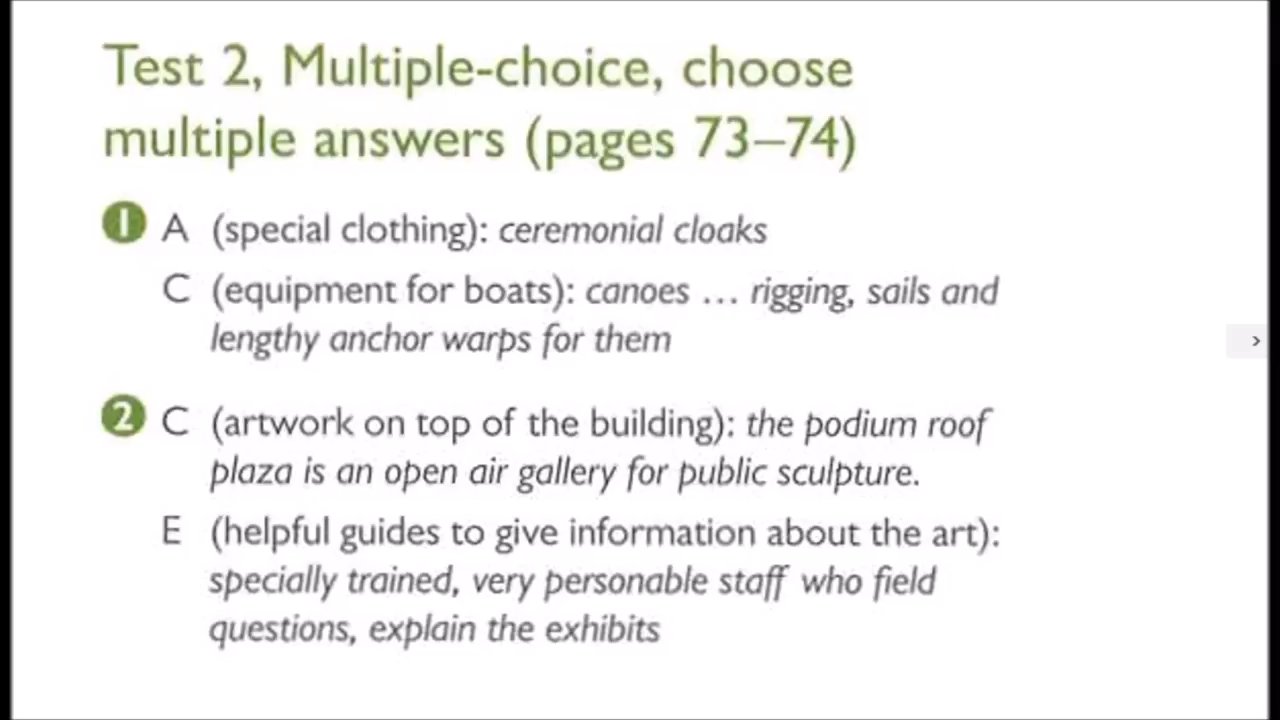 Test 2, Multiple-choice, choose
multiple answers (pages 73–74)
1 A (special clothing): ceremonial cloaks
C (equipment for boats): canoes … rigging, sails and
lengthy anchor warps for them
2 C (artwork on top of the building): the podium roof
plaza is an open air gallery for public sculpture.
E (helpful guides to give information about the art):
specially trained, very personable staff who field
questions, explain the exhibits